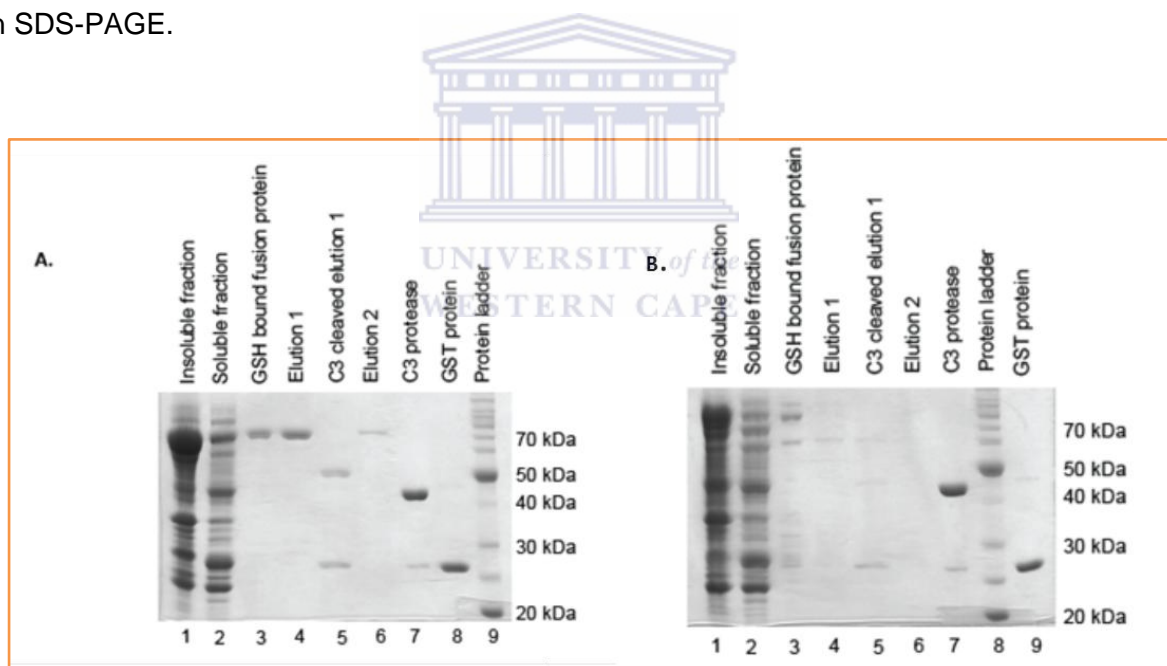 n SDS-PAGE.
UNIVERSITY of the
WESTERN CAPE
A.
Insoluble fraction
Soluble fraction
GSH bound fusion protein
Elution 1
C3 cleaved elution 1
Elution 2
C3 protease
GST protein
Protein ladder
70 kDa
50 kDa
40 kDa
30 kDa
20 kDa
1 2 3 4 5 6 7 8 9
B.
Insoluble fraction
Soluble fraction
GSH bound fusion protein
Elution 1
C3 cleaved elution 1
Elution 2
C3 protease
Protein ladder
GST protein
70 kDa
50 kDa
40 kDa
30 kDa
20 kDa
1 2 3 4 5 6 7 8 9